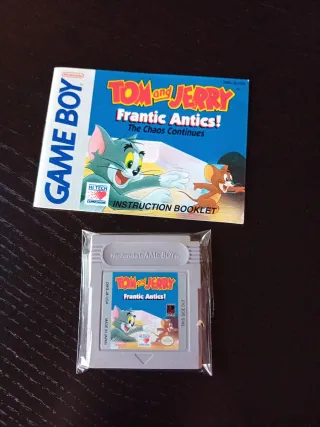 GAME BOY
TOM and JERRY
Frantic Antics!
The Chaos Continues
HI TECH
INSTRUCTION BOOKLET
Nintendo GAME BOY
TOM and JERRY
Frantic Antics!